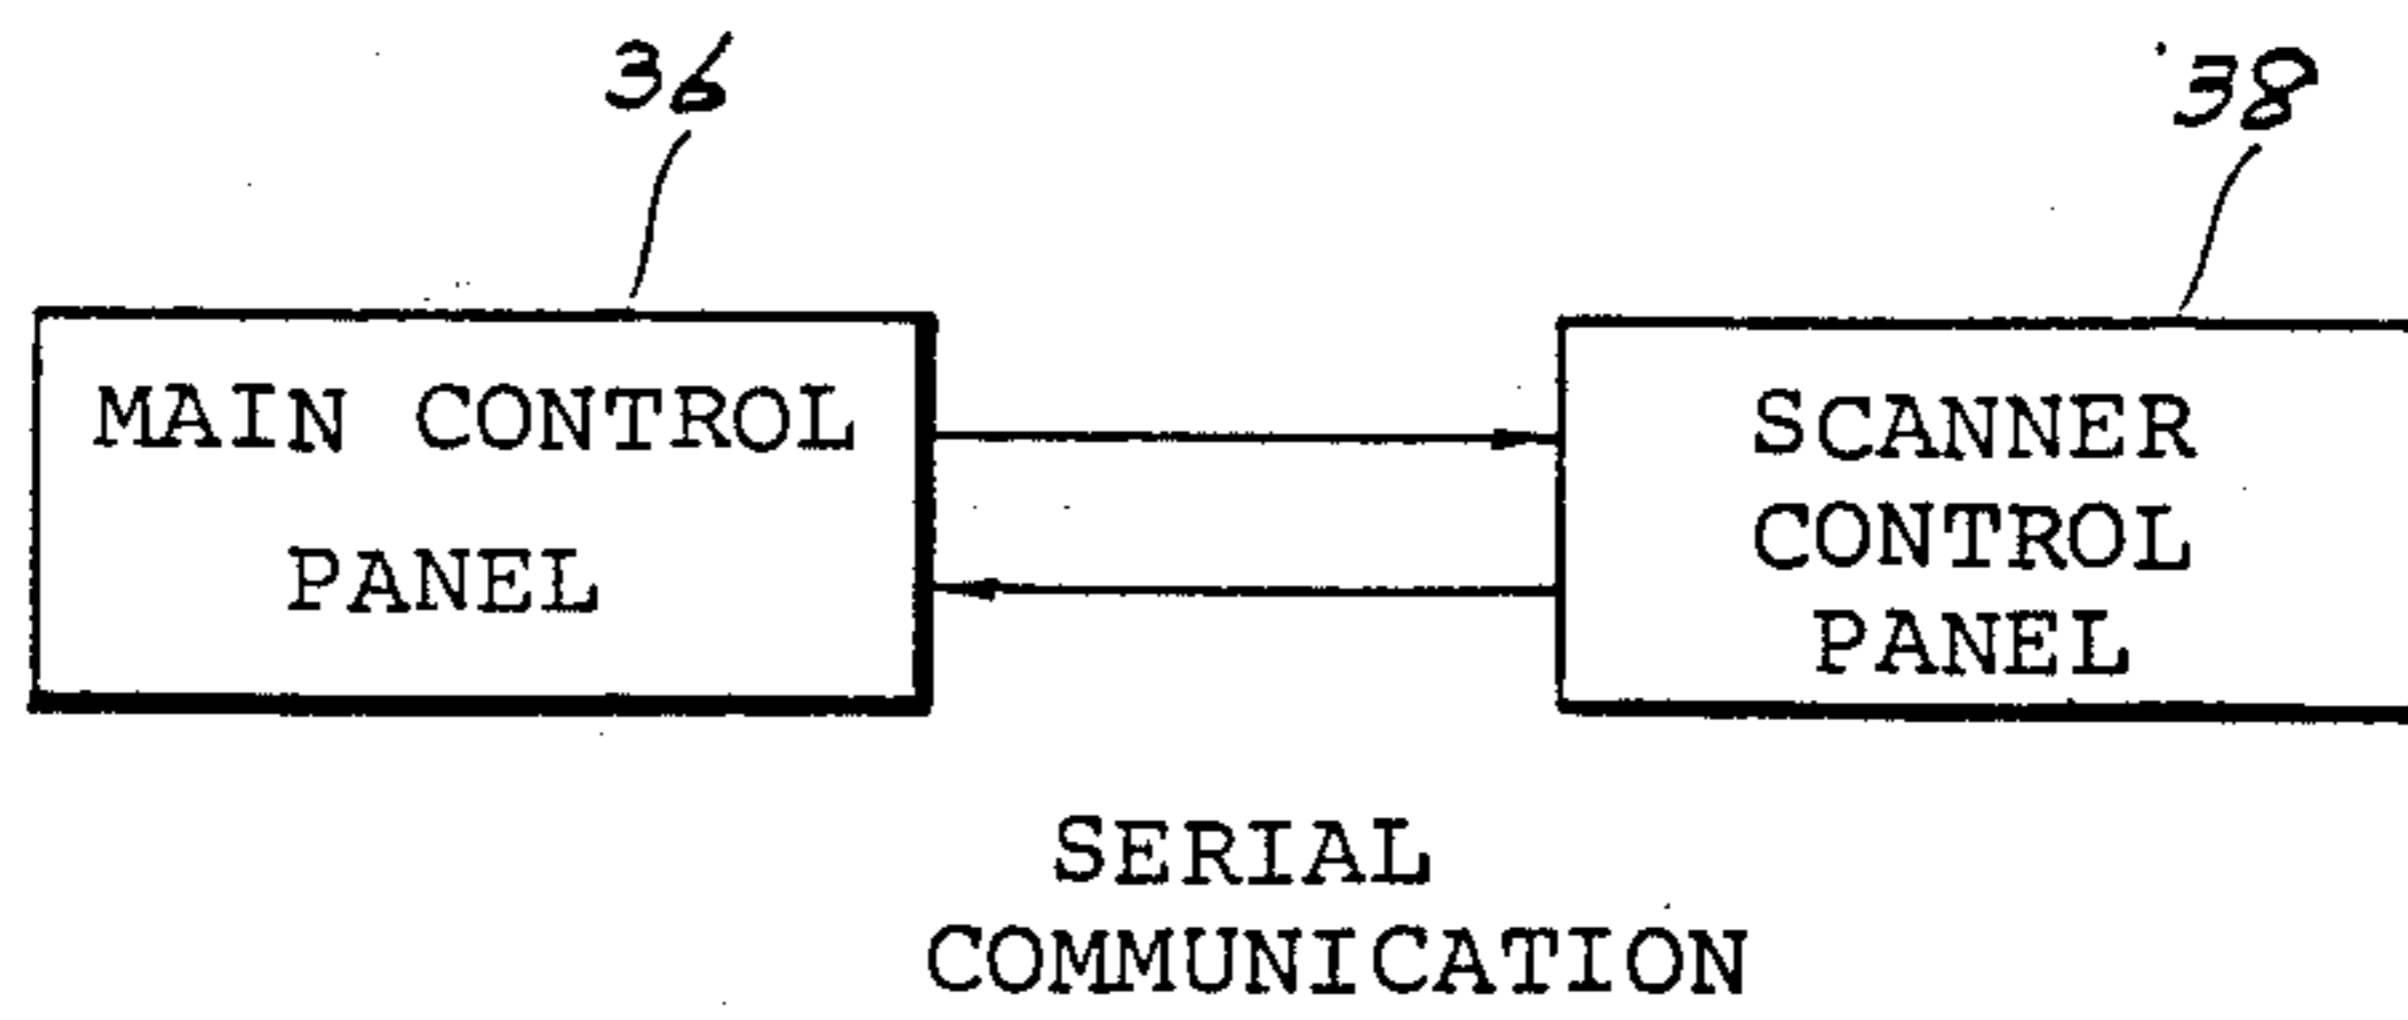 36
38
MAIN CONTROL
PANEL
SCANNER
CONTROL
PANEL
SERIAL
COMMUNICATION